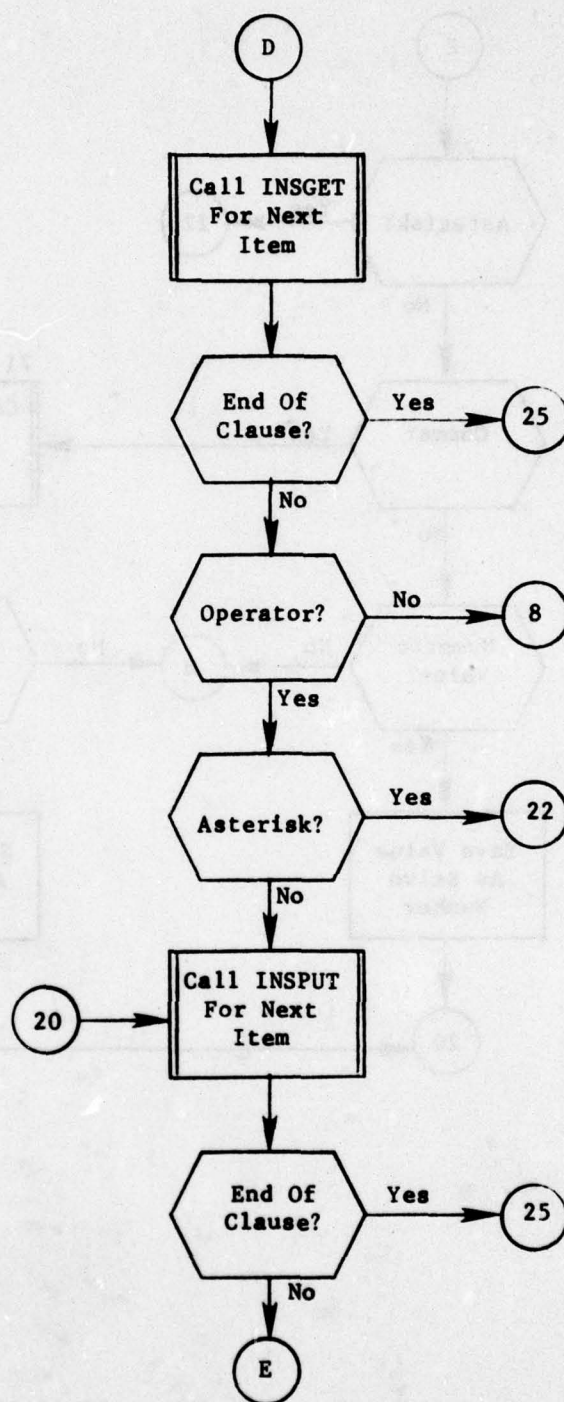 D
Call INSGET
For Next
Item
End Of
Clause?
Yes
25
No
Operator?
No
8
Yes
Asterisk?
Yes
22
No
Call INSPUT
For Next
Item
20
End Of
Clause?
Yes
25
No
E